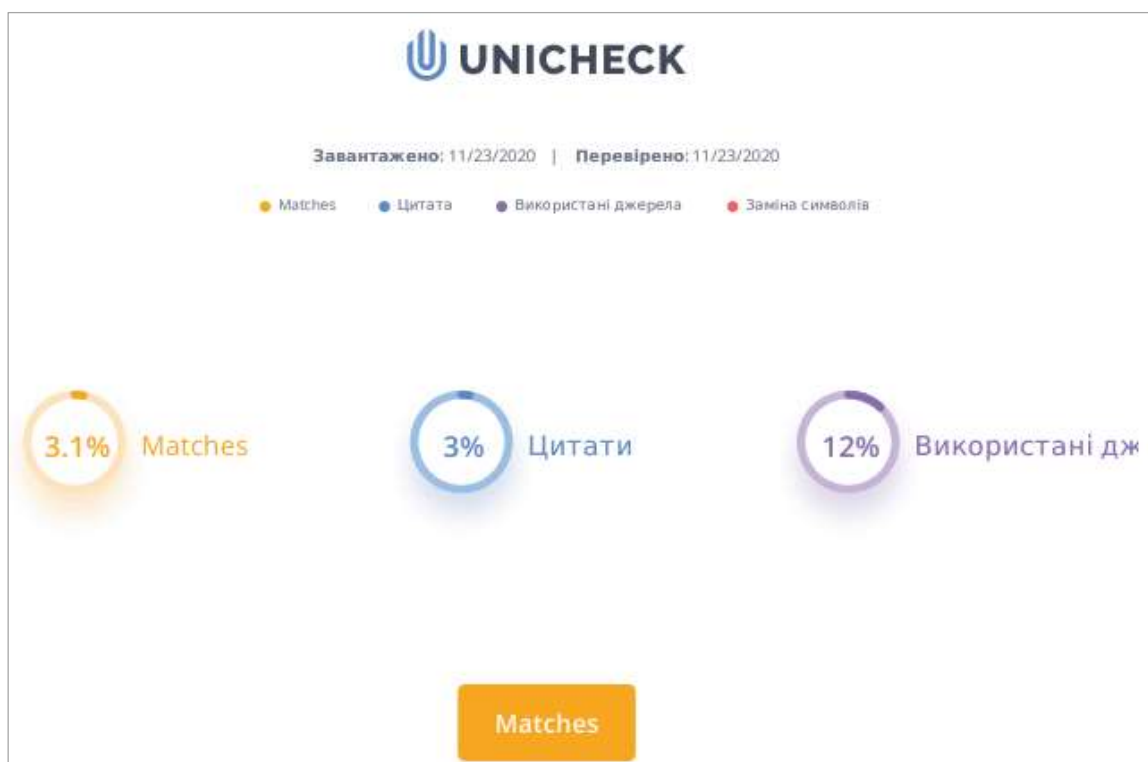 UNICHECK
Завантажено: 11/23/2020 | Перевірено: 11/23/2020
Matches Цитата Використані джерела Заміна символів
3.1% Matches 3% Цитати 12% Використані дж
Matches